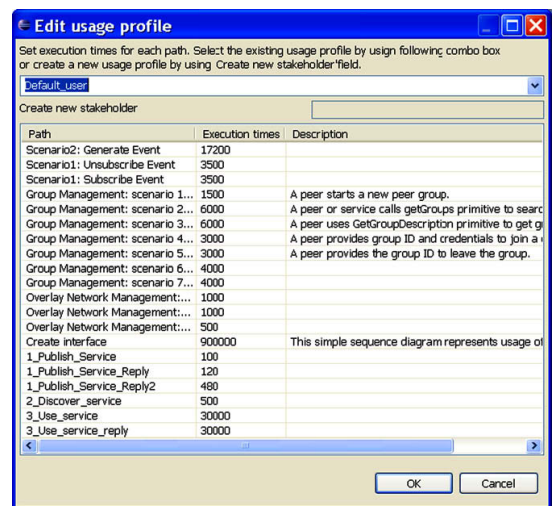 Edit usage profile
Set execution times for each path. Select the existing usage profile by usign following combo box
or create a new usage profile by using Create new stakeholder'field.
Default_user
Create new stakeholder
Path Execution times Description
Scenario2: Generate Event 17200
Scenario1: Unsubscribe Event 3500
Scenario1: Subscribe Event 3500
Group Management: scenario 1... 1500 A peer starts a new peer group.
Group Management: scenario 2... 6000 A peer or service calls getGroups primitive to searc
Group Management: scenario 3... 6000 A peer uses GetGroupDescription primitive to get g
Group Management: scenario 4... 3000 A peer provides group ID and credentials to join a
Group Management: scenario 5... 3000 A peer provides the group ID to leave the group.
Group Management: scenario 6... 4000
Group Management: scenario 7... 4000
Overlay Network Management:... 1000
Overlay Network Management:... 1000
Overlay Network Management:... 500
Create interface 900000 This simple sequence diagram represents usage of
1_Publish_Service 100
1_Publish_Service_Reply 120
1_Publish_Service_Reply2 480
2_Discover_service 500
3_Use_service 30000
3_Use_service_reply 30000
OK Cancel